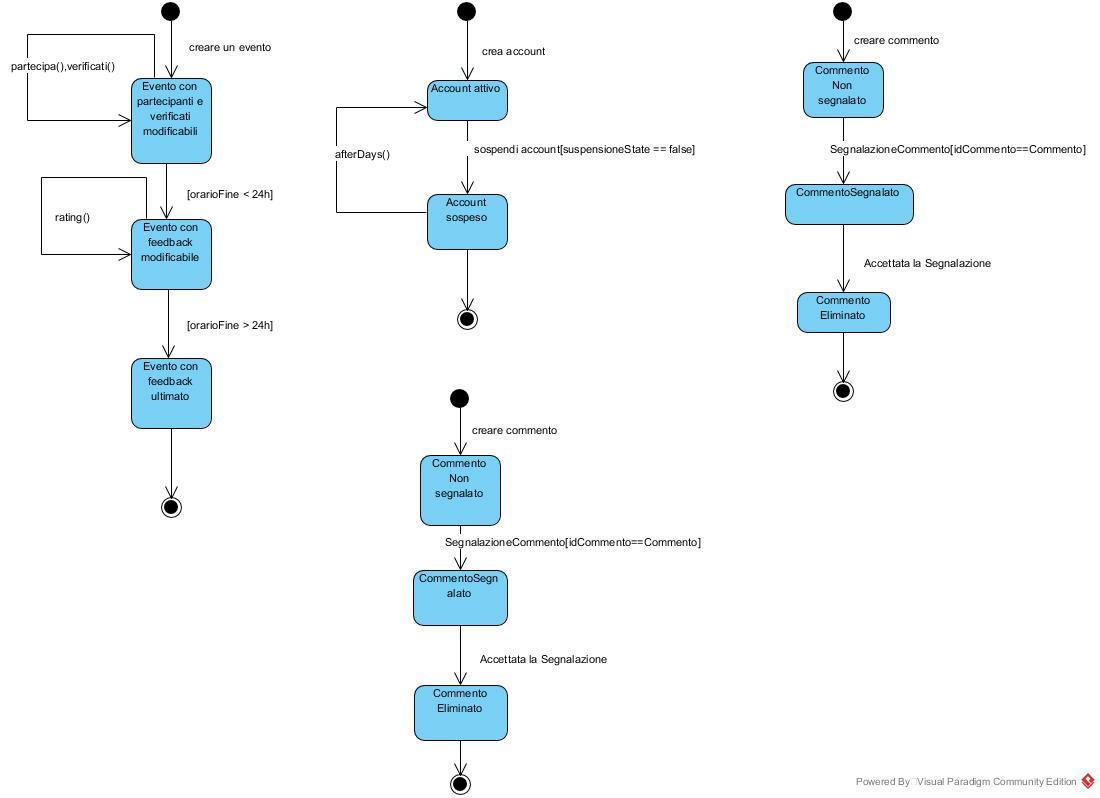 creare un evento
partecipa(),verificati()
Evento con
partecipanti e
verificati
modificabili
[orarioFine < 24h]
rating()
Evento con
feedback
modificabile
[orarioFine > 24h]
Evento con
feedback
ultimato
crea account
Account attivo
afterDays()
sospendi account[suspensioneState == false]
Account
sospeso
creare commento
Commento
Non
segnalato
SegnalazioneCommento[idCommento==Commento]
CommentoSegnalato
Accettata la Segnalazione
Commento
Eliminato
creare commento
Commento
Non
segnalato
SegnalazioneCommento[idCommento==Commento]
CommentoSegn
alato
Accettata la Segnalazione
Commento
Eliminato
Powered By Visual Paradigm Community Edition